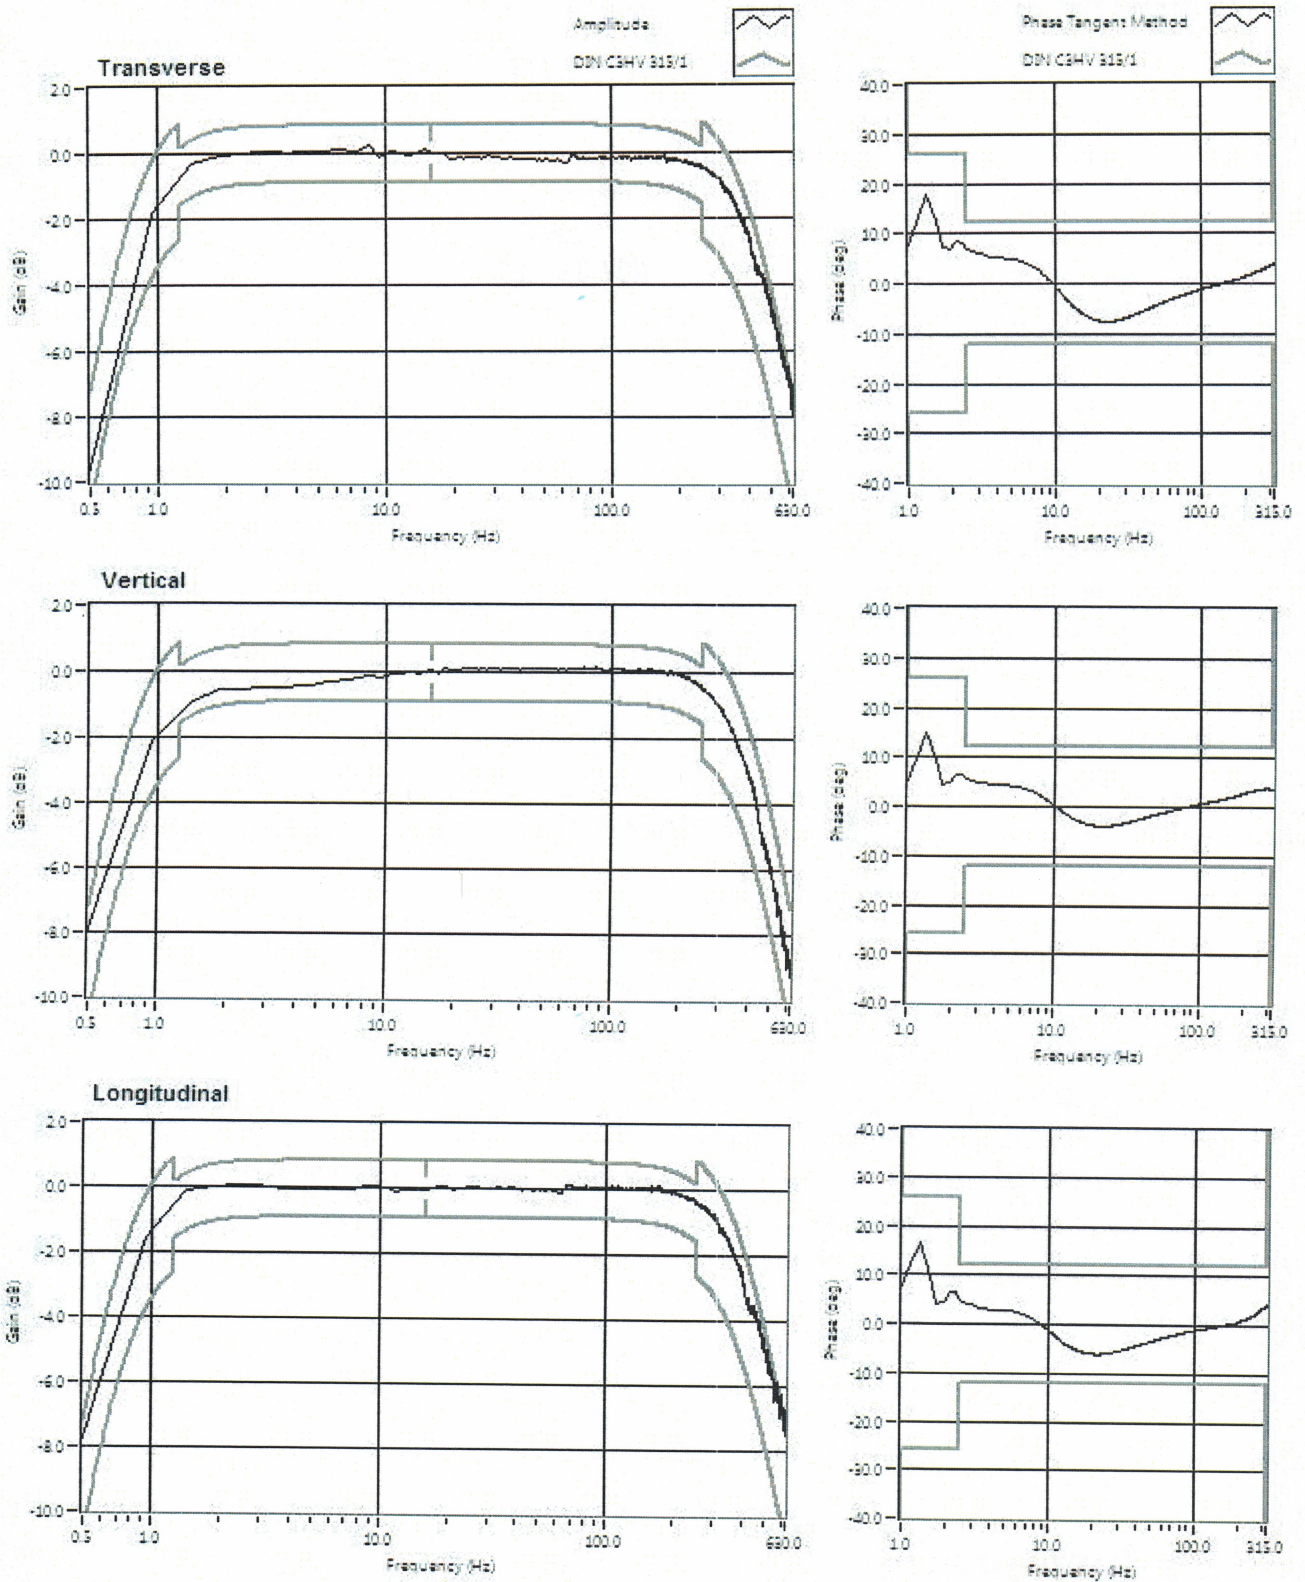 Amplitude
Phase Tangent Method
DIN C3HV 315/1
DIN C3HV 315/1
Transverse
2.0
0.0
-2.0
-4.0
-6.0
-8.0
-10.0
Gain (dB)
0.5 1.0 10.0 100.0 630.0
Frequency (Hz)
40.0
30.0
20.0
10.0
0.0
-10.0
-20.0
-30.0
-40.0
Phase (deg)
1.0 10.0 100.0 315.0
Frequency (Hz)
Vertical
2.0
0.0
-2.0
-4.0
-6.0
-8.0
-10.0
Gain (dB)
0.5 1.0 10.0 100.0 630.0
Frequency (Hz)
40.0
30.0
20.0
10.0
0.0
-10.0
-20.0
-30.0
-40.0
Phase (deg)
1.0 10.0 100.0 315.0
Frequency (Hz)
Longitudinal
2.0
0.0
-2.0
-4.0
-6.0
-8.0
-10.0
Gain (dB)
0.5 1.0 10.0 100.0 630.0
Frequency (Hz)
40.0
30.0
20.0
10.0
0.0
-10.0
-20.0
-30.0
-40.0
Phase (deg)
1.0 10.0 100.0 315.0
Frequency (Hz)